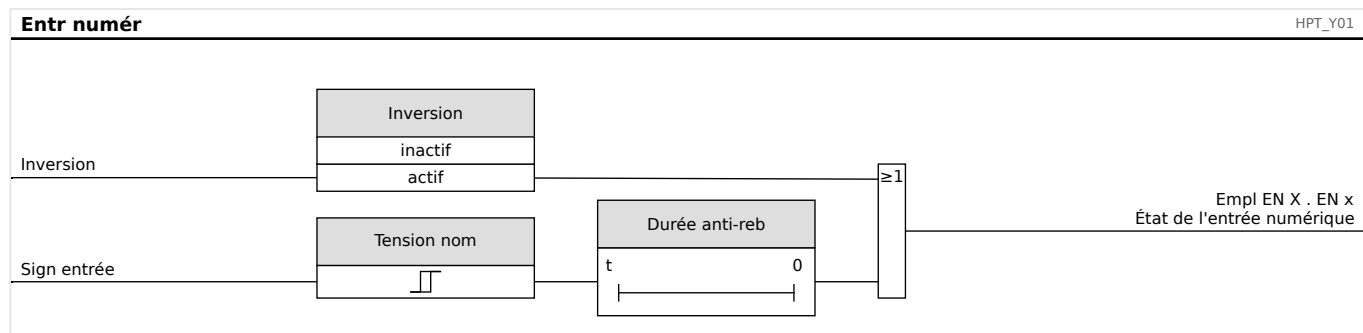 Entr numér
HPT_Y01
Inversion
inactif
Inversion
actif
≥1
Empl EN X . EN x
État de l'entrée numérique
Durée anti-reb
Tension nom
t 0
Sign entrée